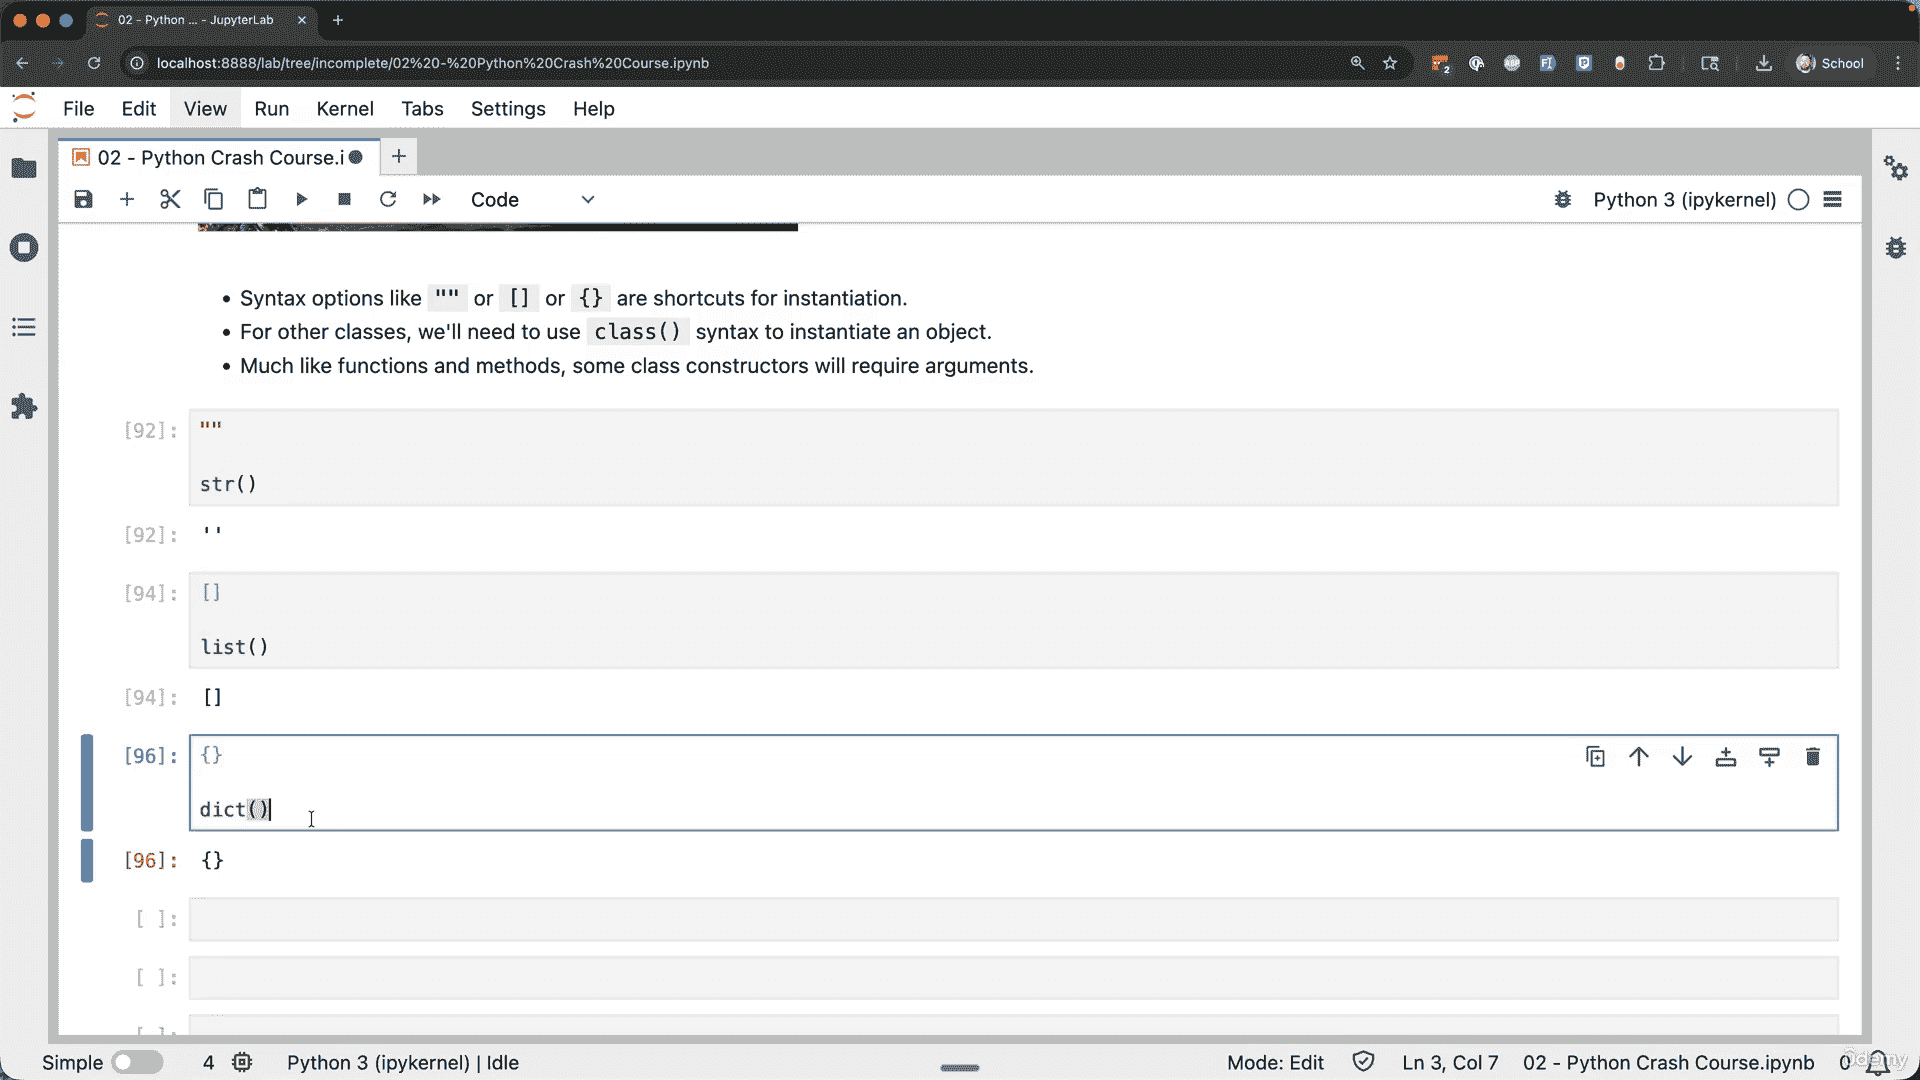 02 - Python ... - JupyterLab
localhost:8888/lab/tree/incomplete/02%20-%20Python%20Crash%20Course.ipynb
2
ABP
School
File Edit View Run Kernel Tabs Settings Help
02 - Python Crash Course.i
Code
Python 3 (ipykernel)
• Syntax options like "" or [] or {} are shortcuts for instantiation.
• For other classes, we'll need to use class() syntax to instantiate an object.
• Much like functions and methods, some class constructors will require arguments.
[92]: ""
str()
[92]: ''
[94]: []
list()
[94]: []
[96]: {}
dict()
[96]: {}
[ ]:
[ ]:
[ ]:
Simple 4 Python 3 (ipykernel) | Idle Mode: Edit Ln 3, Col 7 02 - Python Crash Course.ipynb 0